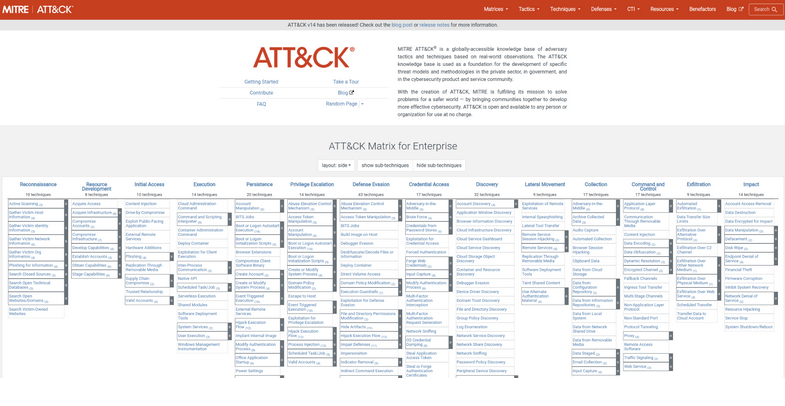 MITRE | ATT&CK®
Matrices Tactics Techniques Defenses CTI Resources Benefactors Blog Search
ATT&CK v14 has been released! Check out the blog post or release notes for more information.
ATT&CK®
Getting Started Take a Tour
Contribute Blog
FAQ Random Page
MITRE ATT&CK® is a globally-accessible knowledge base of adversary
tactics and techniques based on real-world observations. The ATT&CK
knowledge base is used as a foundation for the development of specific
threat models and methodologies in the private sector, in government, and
in the cybersecurity product and service community.
With the creation of ATT&CK, MITRE is fulfilling its mission to solve
problems for a safer world — by bringing communities together to develop
more effective cybersecurity. ATT&CK is open and available to any person or
organization for use at no charge.
ATT&CK Matrix for Enterprise
layout: side show sub-techniques hide sub-techniques
Reconnaissance
10 techniques
Active Scanning
Gather Victim Host
Information
Gather Victim Identity
Information
Gather Victim Network
Information
Gather Victim Org
Information
Phishing for Information
Search Closed Sources
Search Open Technical
Databases
Search Open
Websites/Domains
Search Victim-Owned
Websites
Resource
Development
8 techniques
Acquire Access
Acquire Infrastructure
Compromise
Accounts
Compromise
Infrastructure
Develop Capabilities
Establish Accounts
Obtain Capabilities
Stage Capabilities
Initial Access
10 techniques
Content Injection
Drive-by Compromise
Exploit Public-Facing
Application
External Remote
Services
Hardware Additions
Phishing
Replication Through
Removable Media
Supply Chain
Compromise
Trusted Relationship
Valid Accounts
Execution
14 techniques
Cloud Administration
Command
Command and Scripting
Interpreter
Container Administration
Command
Deploy Container
Exploitation for Client
Execution
Inter-Process
Communication
Native API
Scheduled Task/Job
Serverless Execution
Shared Modules
Software Deployment
Tools
System Services
User Execution
Windows Management
Instrumentation
Persistence
20 techniques
Account
Manipulation
BITS Jobs
Boot or Logon Autostart
Execution
Boot or Logon
Initialization Scripts
Browser Extensions
Compromise Client
Software Binary
Create Account
Create or Modify
System Process
Event Triggered
Execution
External Remote
Services
Hijack Execution
Flow
Implant Internal Image
Modify Authentication
Process
Office Application
Startup
Power Settings
Privilege Escalation
14 techniques
Abuse Elevation Control
Mechanism
Access Token
Manipulation
Account
Manipulation
Boot or Logon Autostart
Execution
Boot or Logon
Initialization Scripts
Create or Modify
System Process
Domain Policy
Modification
Escape to Host
Event Triggered
Execution
Exploitation for
Privilege Escalation
Hijack Execution
Flow
Process Injection
Scheduled Task/Job
Valid Accounts
Defense Evasion
43 techniques
Abuse Elevation Control
Mechanism
Access Token Manipulation
BITS Jobs
Build Image on Host
Debugger Evasion
Deobfuscate/Decode Files or
Information
Deploy Container
Direct Volume Access
Domain Policy Modification
Execution Guardrails
Exploitation for Defense
Evasion
File and Directory Permissions
Modification
Hide Artifacts
Hijack Execution Flow
Impair Defenses
Impersonation
Indicator Removal
Indirect Command Execution
Credential Access
17 techniques
Adversary-in-the-
Middle
Brute Force
Credentials from
Password Stores
Exploitation for
Credential Access
Forced Authentication
Forge Web
Credentials
Input Capture
Modify Authentication
Process
Multi-Factor
Authentication
Interception
Multi-Factor
Authentication
Request Generation
Network Sniffing
OS Credential
Dumping
Steal Application
Access Token
Steal or Forge
Authentication
Certificates
Discovery
32 techniques
Account Discovery
Application Window Discovery
Browser Information Discovery
Cloud Infrastructure Discovery
Cloud Service Dashboard
Cloud Service Discovery
Cloud Storage Object
Discovery
Container and Resource
Discovery
Debugger Evasion
Device Driver Discovery
Domain Trust Discovery
File and Directory Discovery
Group Policy Discovery
Log Enumeration
Network Service Discovery
Network Share Discovery
Network Sniffing
Password Policy Discovery
Peripheral Device Discovery
Lateral Movement
9 techniques
Exploitation of Remote
Services
Internal Spearphishing
Lateral Tool Transfer
Remote Service
Session Hijacking
Remote Services
Replication Through
Removable Media
Software Deployment
Tools
Taint Shared Content
Use Alternate
Authentication
Material
Collection
17 techniques
Adversary-in-the-
Middle
Archive Collected
Data
Audio Capture
Automated Collection
Browser Session
Hijacking
Clipboard Data
Data from Cloud
Storage
Data from
Configuration
Repository
Data from Information
Repositories
Data from Local
System
Data from Network
Shared Drive
Data from Removable
Media
Data Staged
Email Collection
Input Capture
Command and
Control
17 techniques
Application Layer
Protocol
Communication
Through Removable
Media
Content Injection
Data Encoding
Data Obfuscation
Dynamic Resolution
Encrypted Channel
Fallback Channels
Ingress Tool Transfer
Multi-Stage Channels
Non-Application Layer
Protocol
Non-Standard Port
Protocol Tunneling
Proxy
Remote Access
Software
Traffic Signaling
Web Service
Exfiltration
9 techniques
Automated
Exfiltration
Data Transfer Size
Limits
Exfiltration Over
Alternative
Protocol
Exfiltration Over C2
Channel
Exfiltration Over
Other Network
Medium
Exfiltration Over
Physical Medium
Exfiltration Over Web
Service
Scheduled Transfer
Transfer Data to
Cloud Account
Impact
14 techniques
Account Access Removal
Data Destruction
Data Encrypted for Impact
Data Manipulation
Defacement
Disk Wipe
Endpoint Denial of
Service
Financial Theft
Firmware Corruption
Inhibit System Recovery
Network Denial of
Service
Resource Hijacking
Service Stop
System Shutdown/Reboot